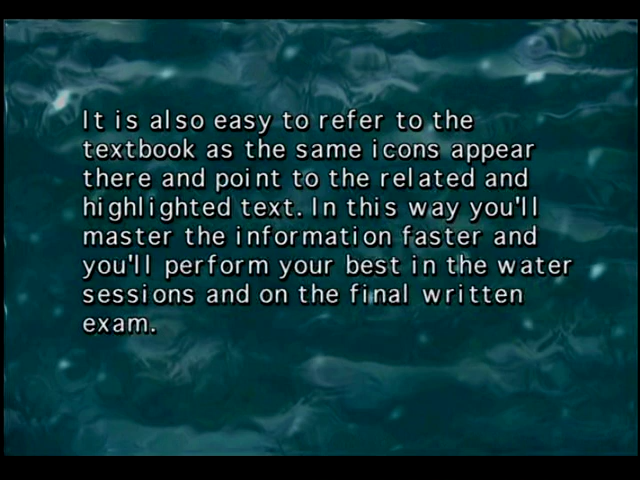 It is also easy to refer to the
textbook as the same icons appear
there and point to the related and
highlighted text. In this way you'll
master the information faster and
you'll perform your best in the water
sessions and on the final written
exam.